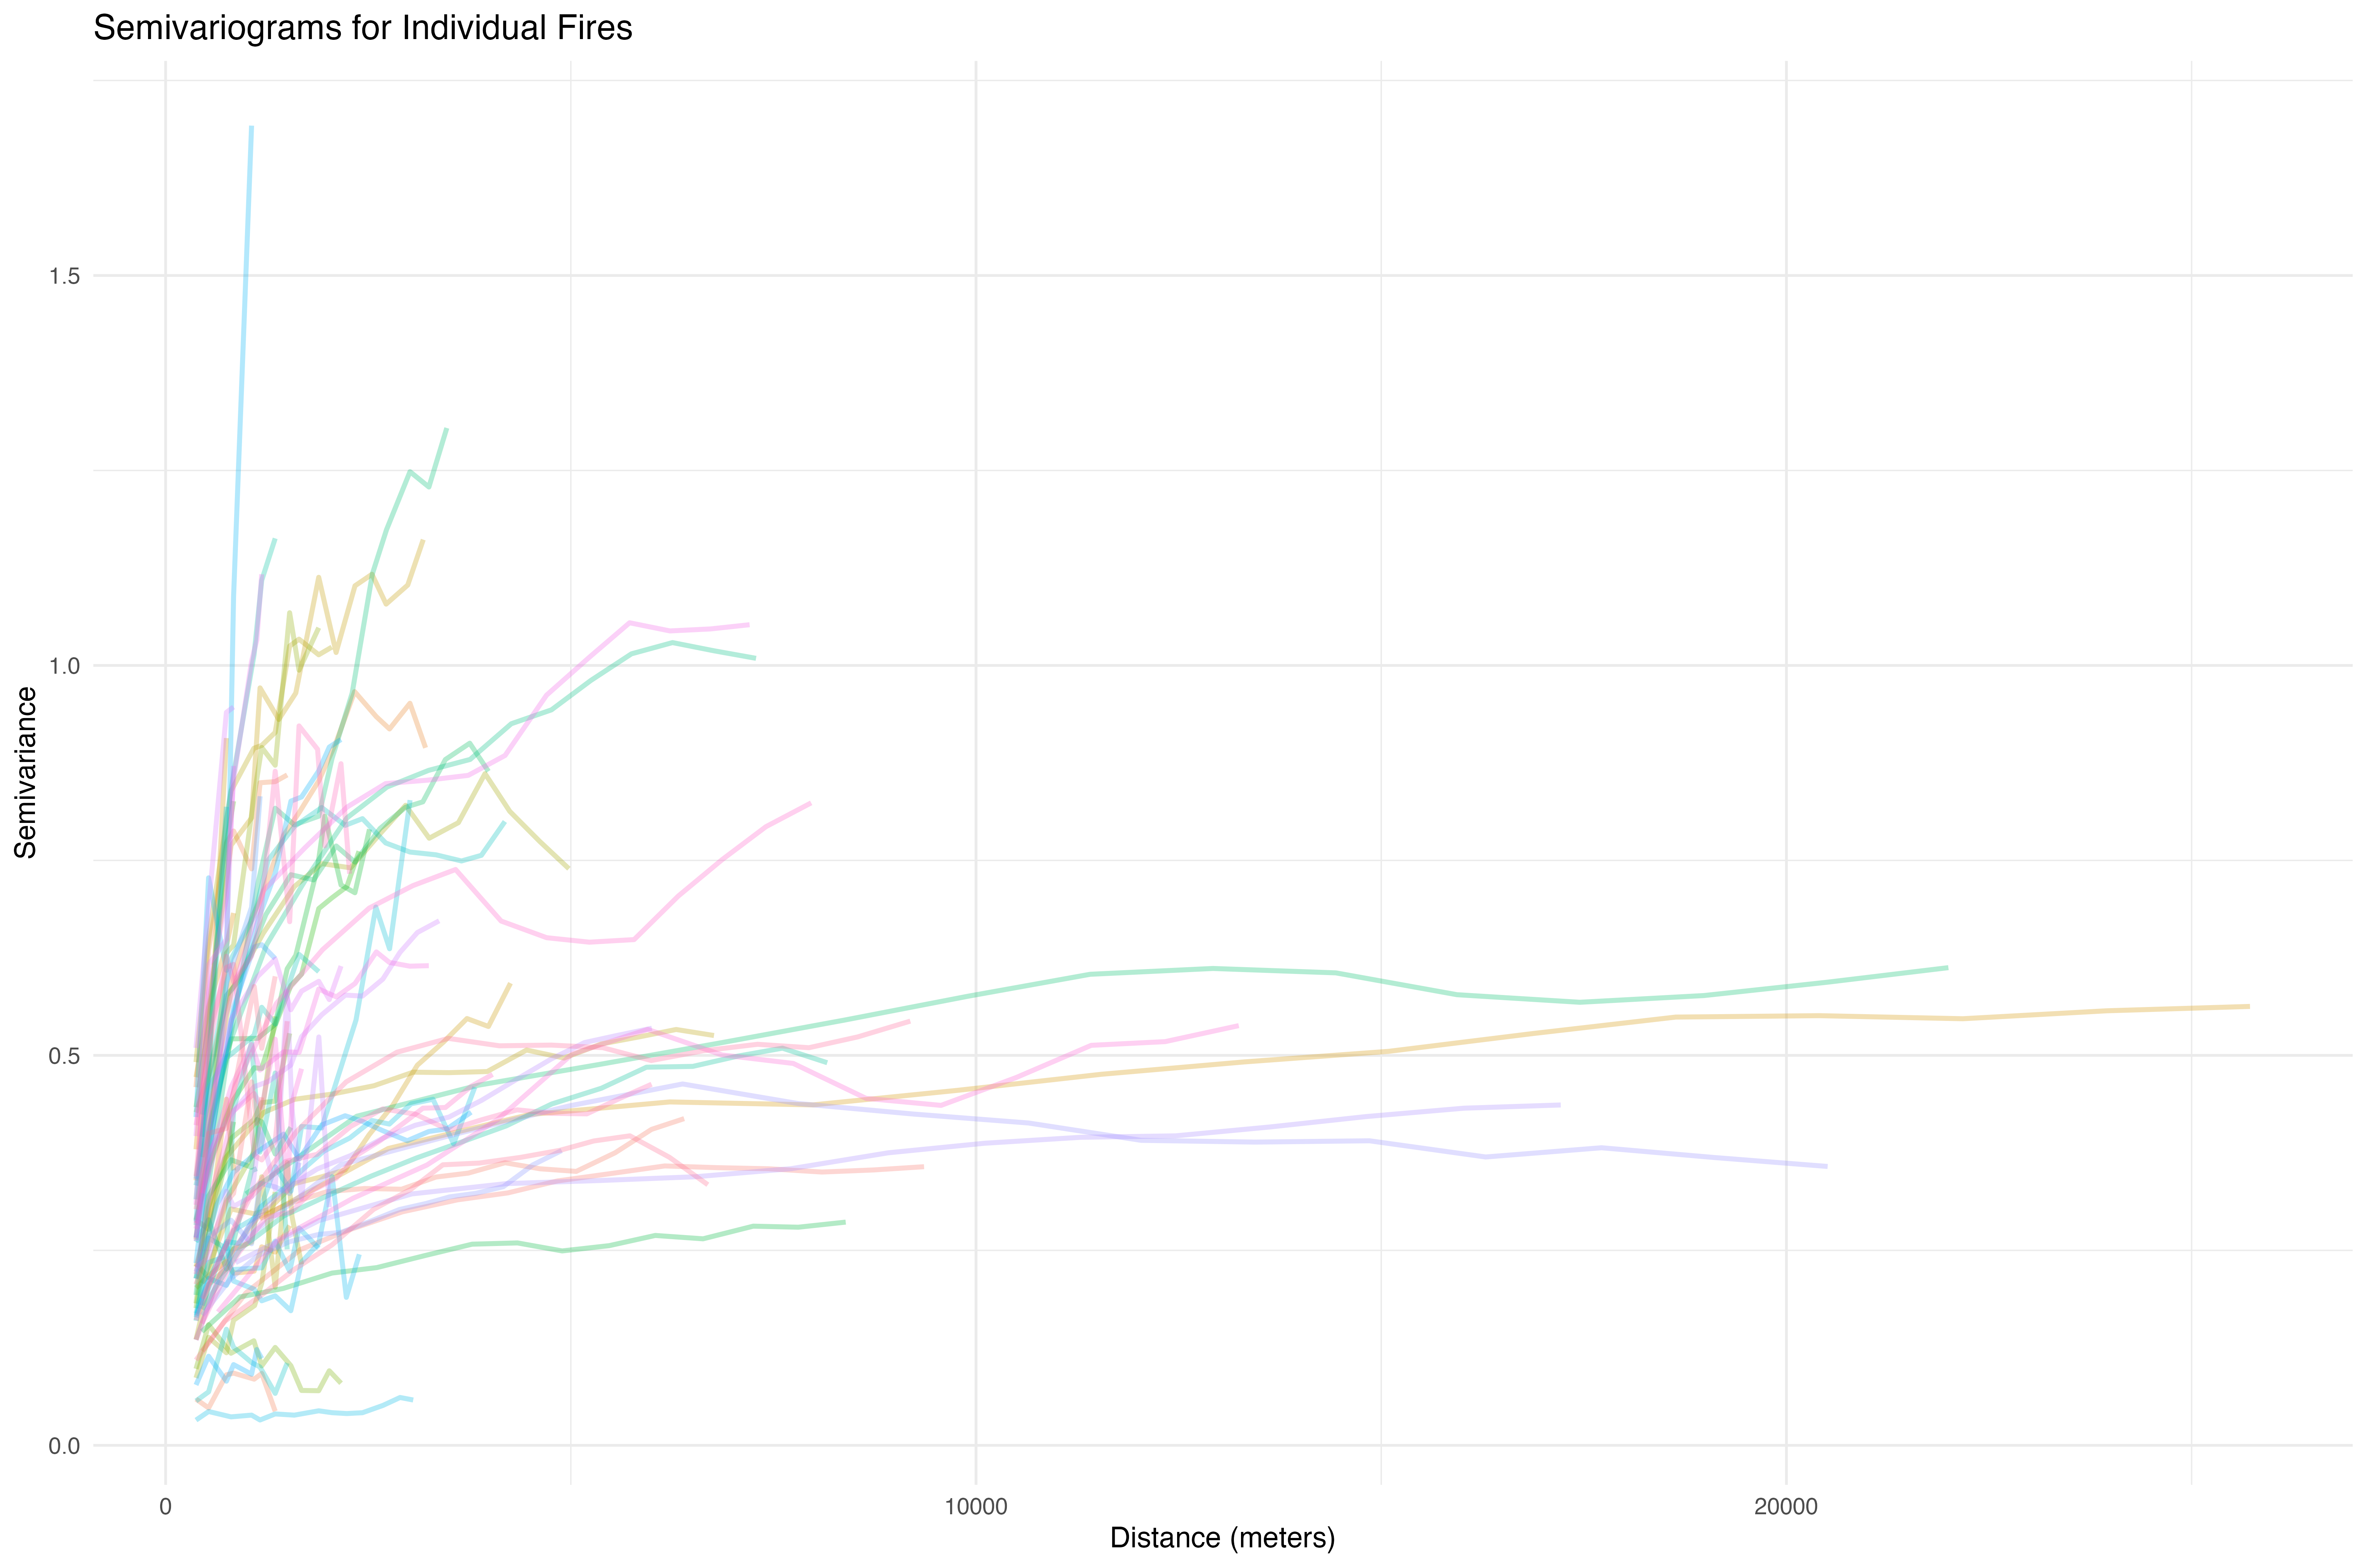 Semivariograms for Individual Fires
1.5
1.0
0.5
0.0
Semivariance
0
10000
20000
Distance (meters)